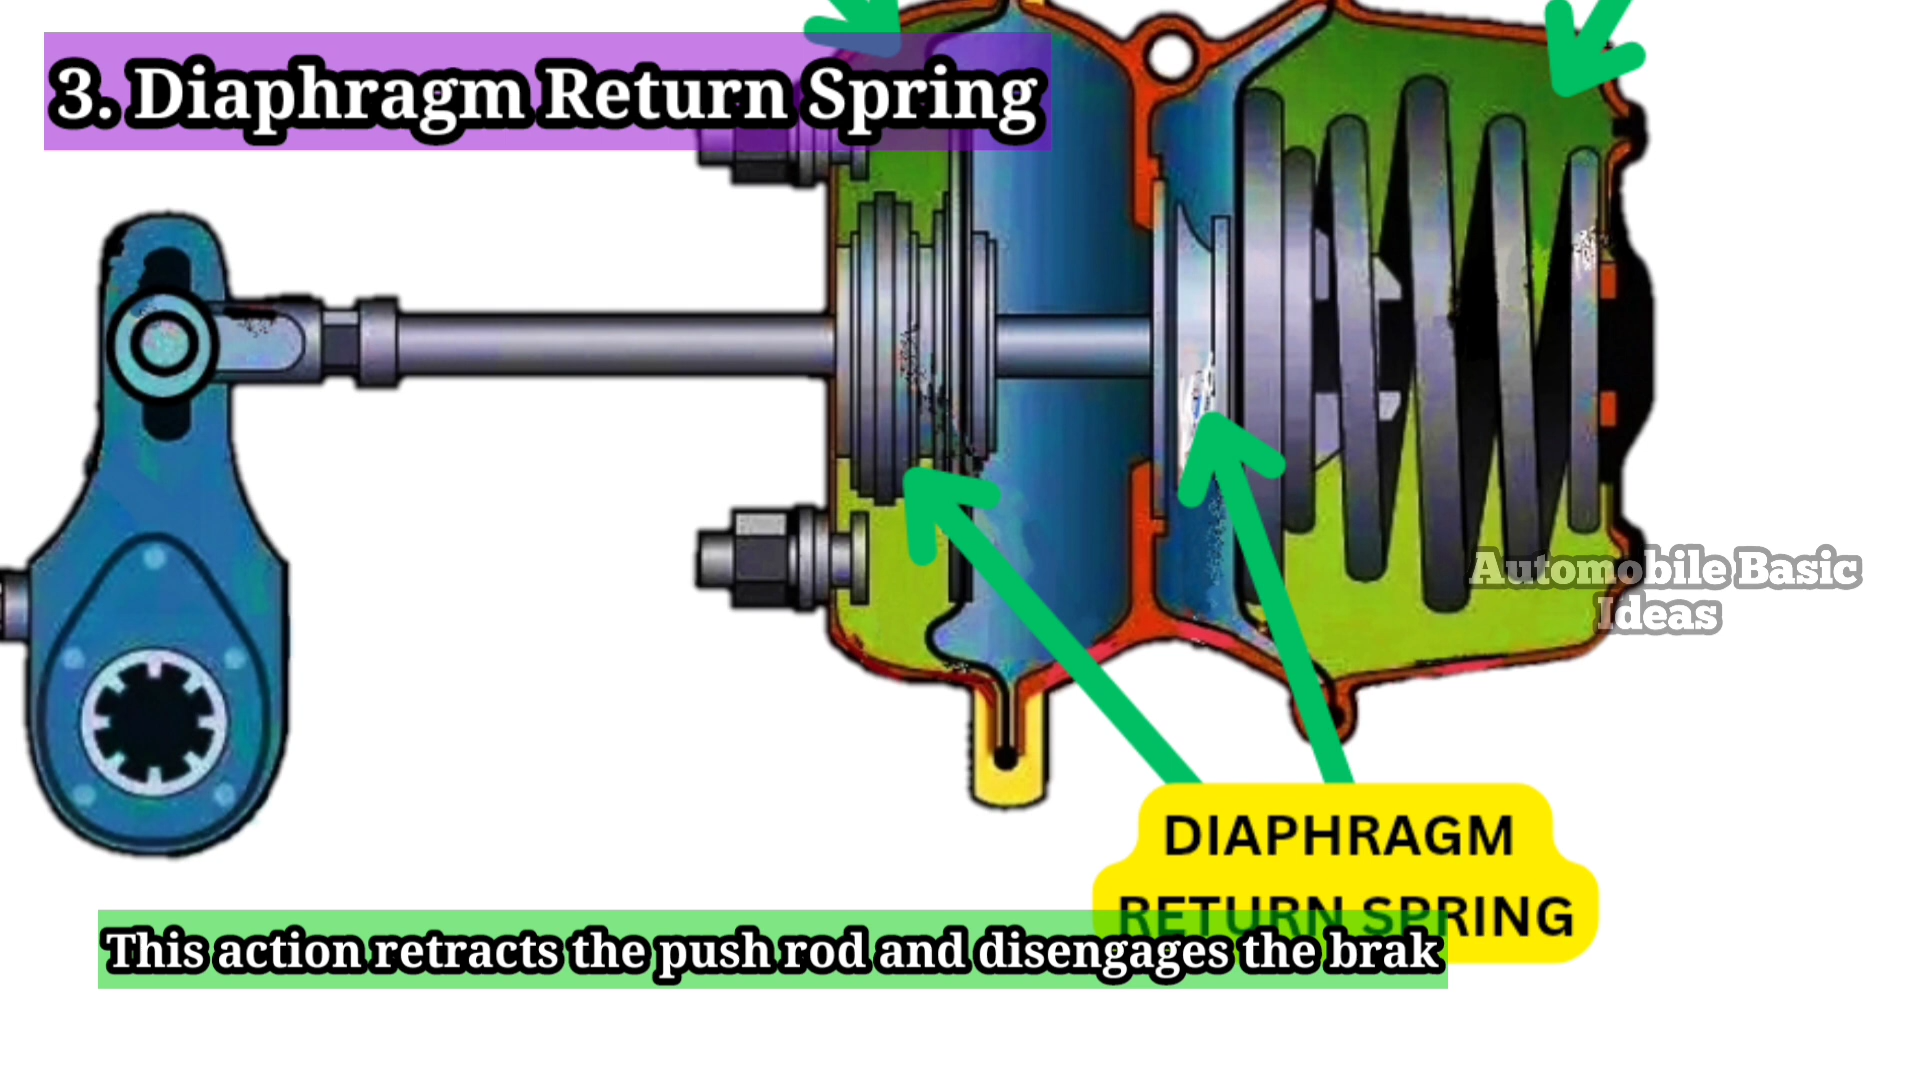 3. Diaphragm Return Spring
Automobile Basic
Ideas
DIAPHRAGM
RETURN SPRING
This action retracts the push rod and disengages the brak